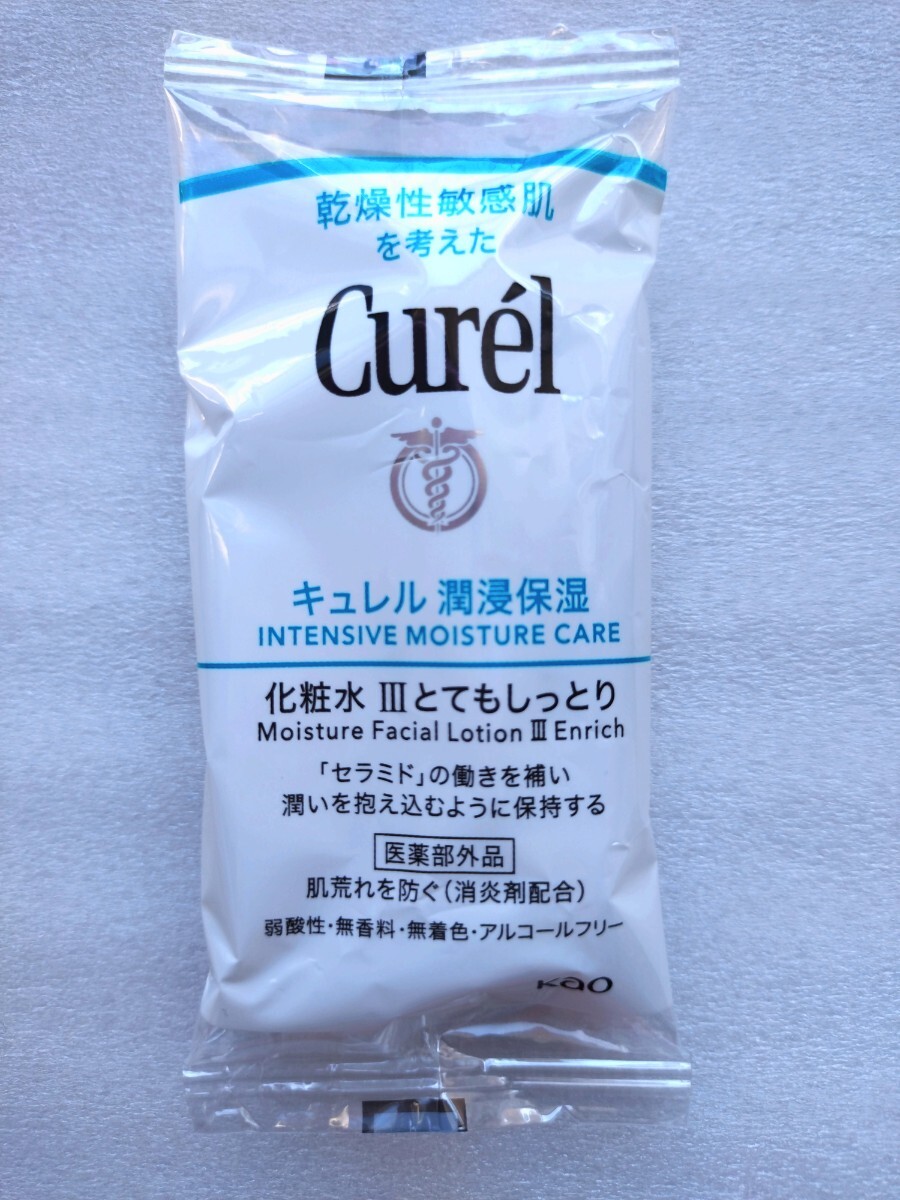 乾燥性敏感肌
を考えた
Curél
キュレル 潤浸保湿
INTENSIVE MOISTURE CARE
化粧水 Ⅲとてもしっとり
Moisture Facial Lotion Ⅲ Enrich
「セラミド」の働きを補い
潤いを抱え込むように保持する
医薬部外品
肌荒れを防ぐ(消炎剤配合)
弱酸性・無香料・無着色・アルコールフリー
Kao